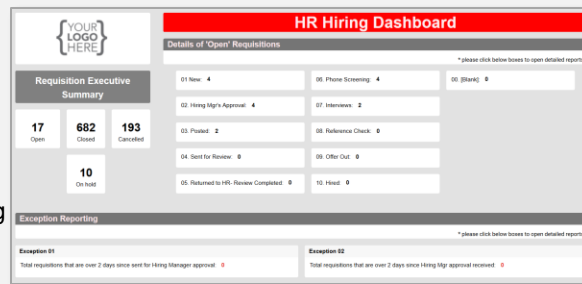 {YOUR
LOGO
HERE}
HR Hiring Dashboard
Details of 'Open' Requisitions
* please click below boxes to open detailed reports
Requisition Executive
Summary
17
Open
682
Closed
193
Cancelled
10
On hold
01 New: 4
02. Hiring Mgr's Approval: 4
03. Posted: 2
04. Sent for Review: 0
05. Returned to HR- Review Completed: 0
06. Phone Screening: 4
07. Interviews: 2
08. Reference Check: 0
09. Offer Out: 0
10. Hired: 0
00. [Blank]: 0
g
Exception Reporting
* please click below boxes to open detailed reports
Exception 01
Total requisitions that are over 2 days since sent for Hiring Manager approval: 0
Exception 02
Total requisitions that are over 2 days since Hiring Mgr approval received: 0